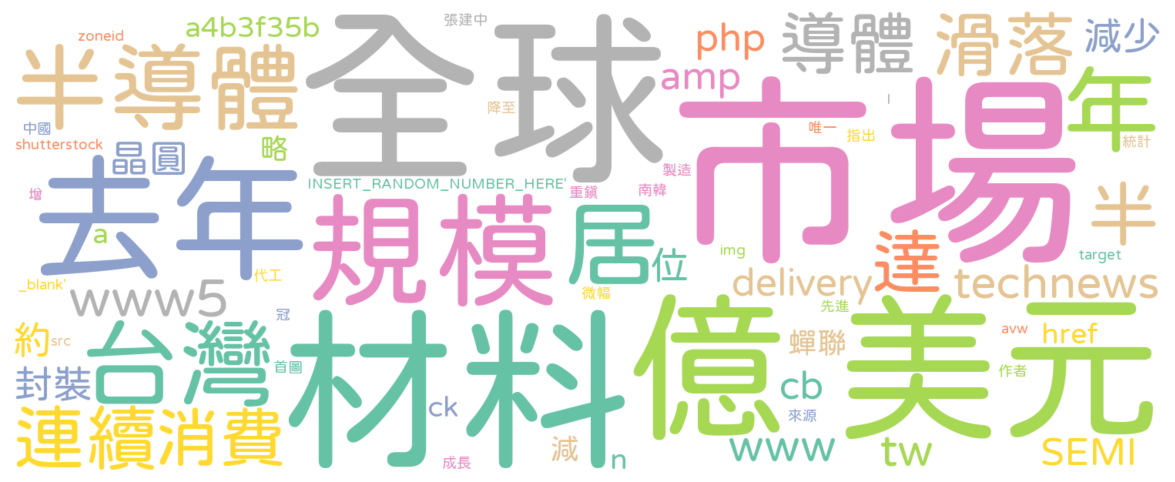 張建中
zoneid
a4b3f35b
全球
php
導體
滑落
減少
半導體
amp
市場
年
降至
|
中國
唯一
指出
統計
shutterstock
晶圓
略
製造
INSERT_RANDOM_NUMBER_HERE'
重鎮
南韓
增
去年
規模
居
半
a
位
img
達
target
_blank'
代工
delivery
technews
www5
微幅
先進
冠
材料
億
美元
約
src
台灣
蟬聯
avw
href
首圖
作者
封裝
cb
ck
來源
連續
消費
減
www
tw
SEMI
成長
n